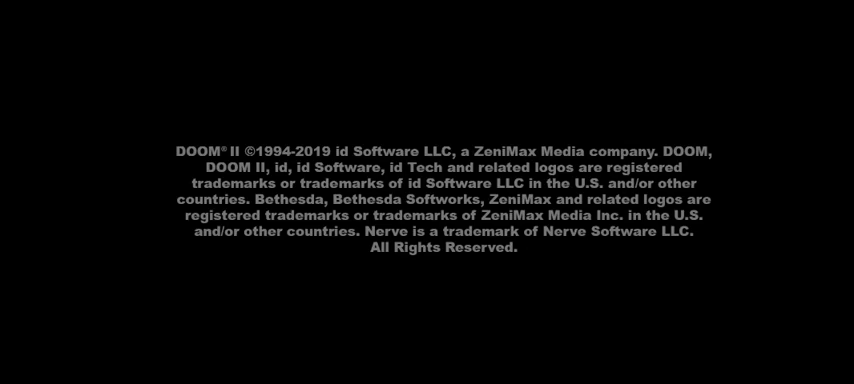 DOOM® II ©1994-2019 id Software LLC, a ZeniMax Media company. DOOM,
DOOM II, id, id Software, id Tech and related logos are registered
trademarks or trademarks of id Software LLC in the U.S. and/or other
countries. Bethesda, Bethesda Softworks, ZeniMax and related logos are
registered trademarks or trademarks of ZeniMax Media Inc. in the U.S.
and/or other countries. Nerve is a trademark of Nerve Software LLC.
All Rights Reserved.